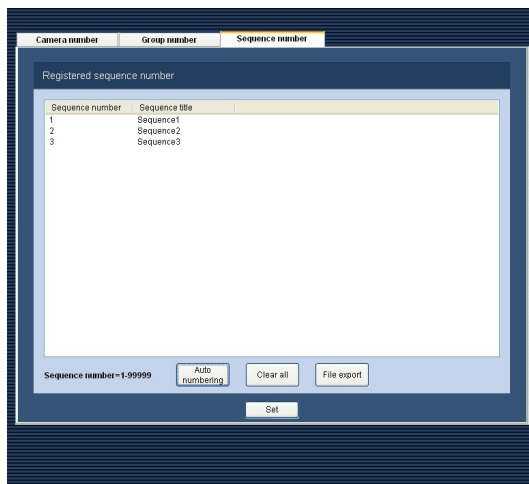 Camera number Group number Sequence number
Registered sequence number
Sequence number Sequence title
1 Sequence1
2 Sequence2
3 Sequence3
Sequence number=1-99999
Auto numbering
Clear all
File export
Set